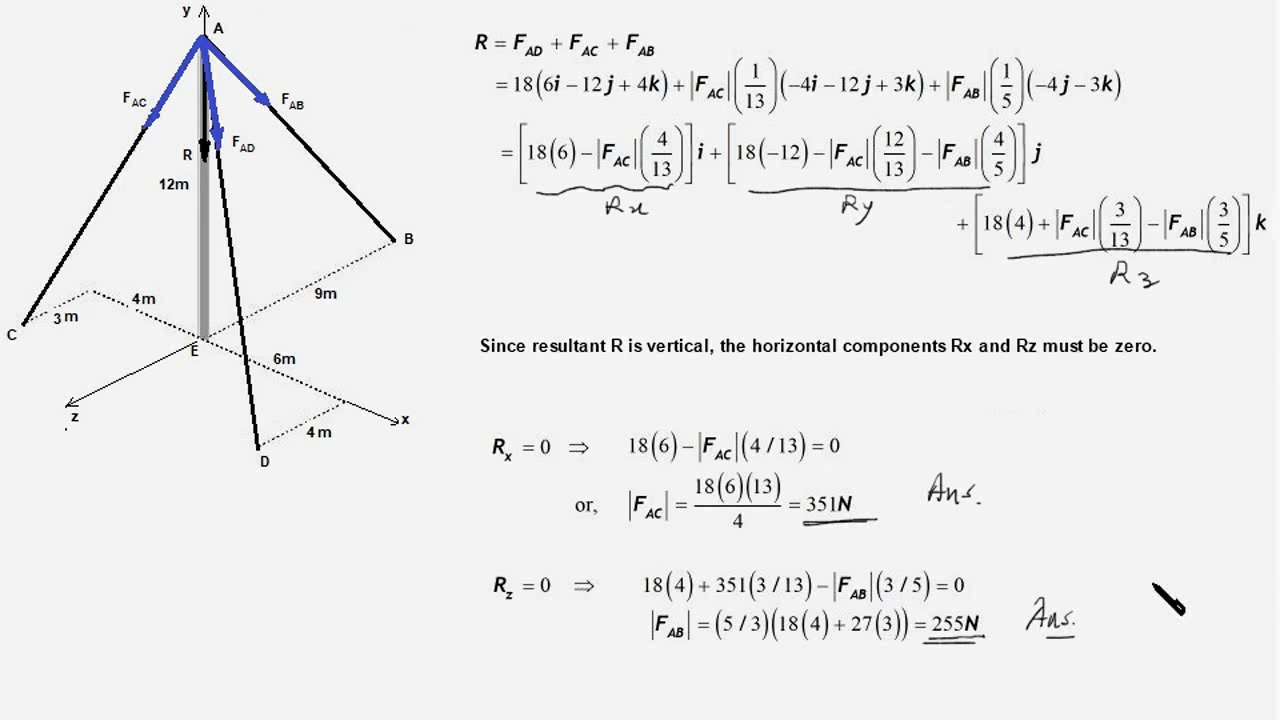 y
A
F_AC
F_AB
F_AD
R
12m
B
9m
4m
3 m
C
E
6m
z
x
4 m
D
R = F_AD + F_AC + F_AB
= 18(6i − 12j + 4k) + |F_AC|(1/13)(−4i − 12j + 3k) + |F_AB|(1/5)(−4j − 3k)
= [18(6) − |F_AC|(4/13)]i + [18(−12) − |F_AC|(12/13) − |F_AB|(4/5)]j
Rx Ry
+ [18(4) + |F_AC|(3/13) − |F_AB|(3/5)]k
Rz
Since resultant R is vertical, the horizontal components Rx and Rz must be zero.
R_x = 0 ⇒ 18(6) − |F_AC|(4 / 13) = 0
or, |F_AC| = 18(6)(13)/4 = 351N Ans.
R_z = 0 ⇒ 18(4) + 351(3 / 13) − |F_AB|(3 / 5) = 0
|F_AB| = (5 / 3)(18(4) + 27(3)) = 255N Ans.